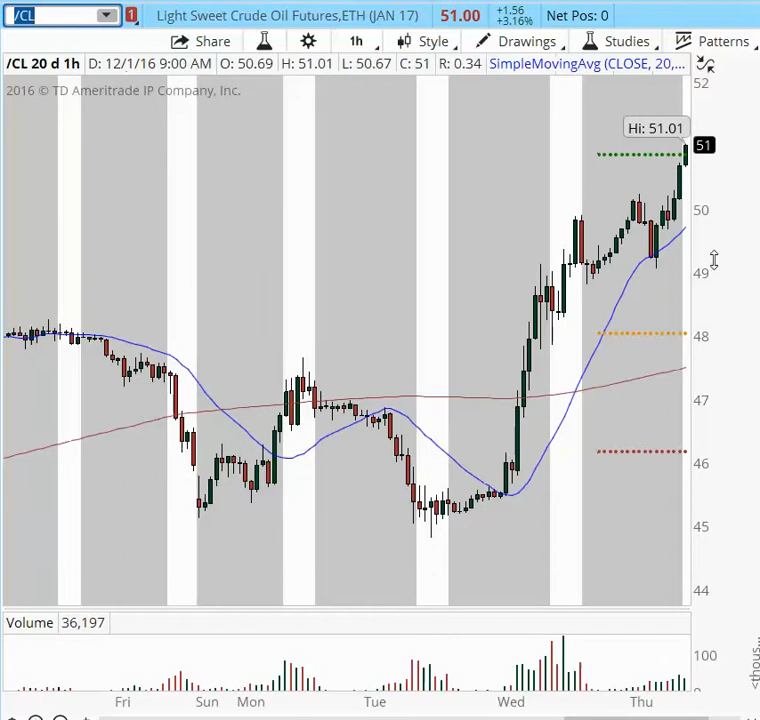 /CL 1 Light Sweet Crude Oil Futures,ETH (JAN 17) 51.00 +1.56 Net Pos: 0
+3.16%
Share 1h Style Drawings Studies Patterns
/CL 20 d 1h D: 12/1/16 9:00 AM O: 50.69 H: 51.01 L: 50.67 C: 51 R: 0.34 SimpleMovingAvg (CLOSE, 20,...
2016 © TD Ameritrade IP Company, Inc.
52
Hi: 51.01
51
50
49
48
47
46
45
44
Volume 36,197
100
0
<thous...
Fri Sun Mon Tue Wed Thu